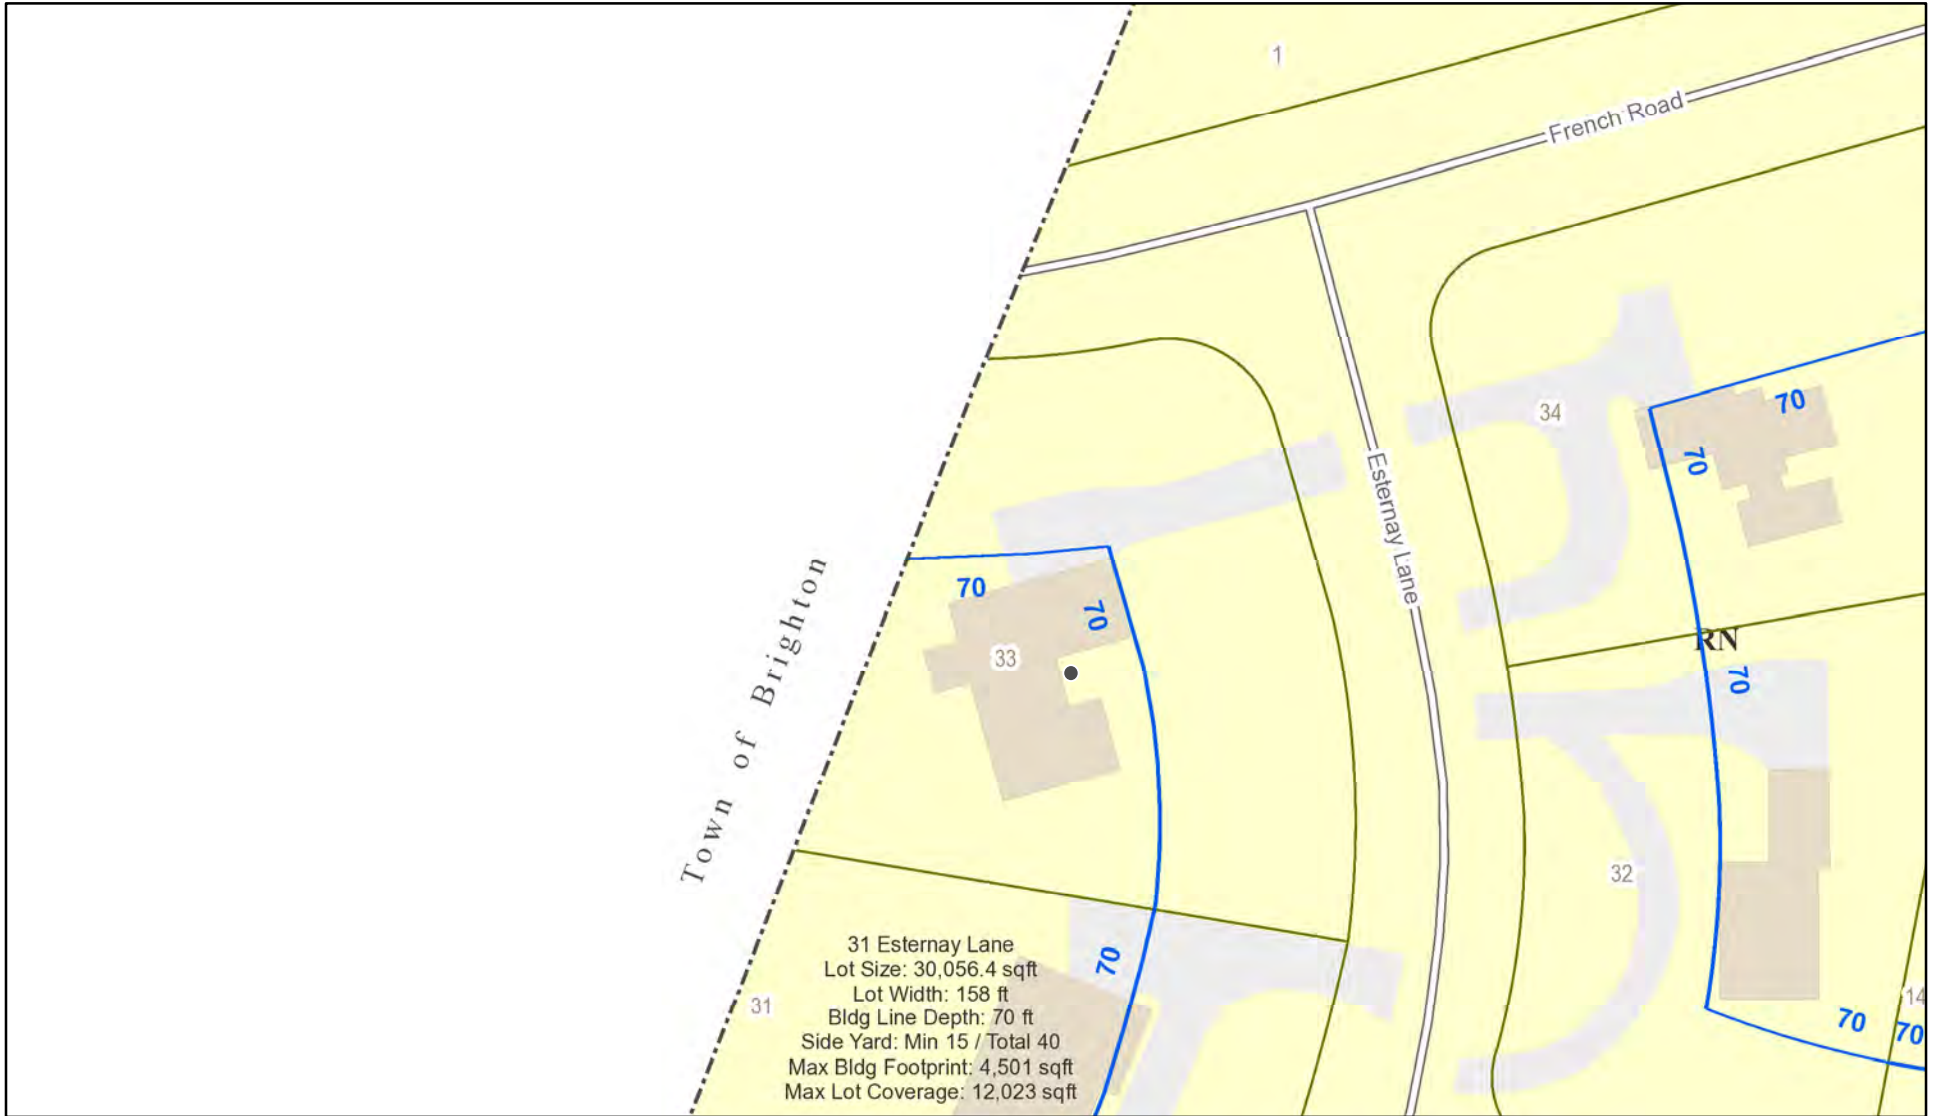 1
French Road
34
70
70
Esternay Lane
70
70
33
RN
70
Town of Brighton
32
31 Esternay Lane
Lot Size: 30,056.4 sqft
Lot Width: 158 ft
Bldg Line Depth: 70 ft
Side Yard: Min 15 / Total 40
Max Bldg Footprint: 4,501 sqft
Max Lot Coverage: 12,023 sqft
70
31
14
70
70